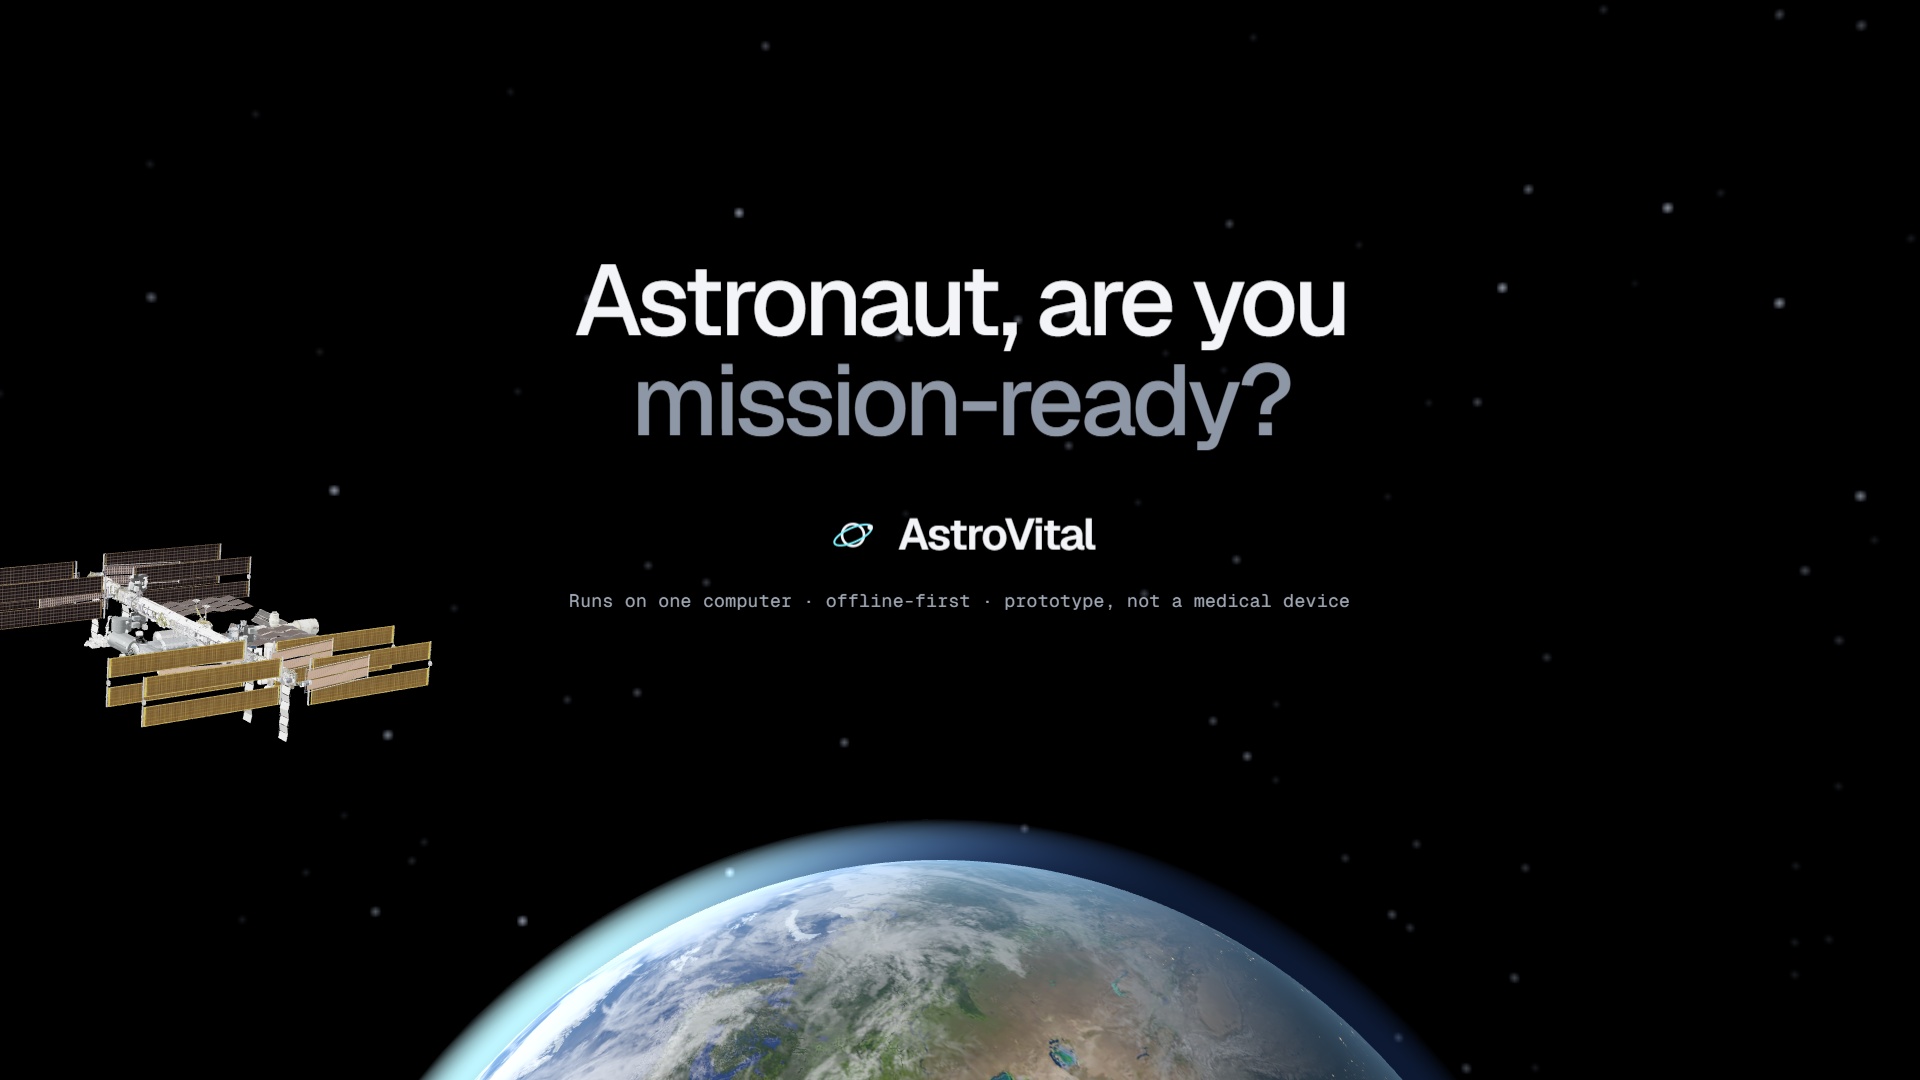 Astronaut, are you
mission-ready?
AstroVital
Runs on one computer · offline-first · prototype, not a medical device